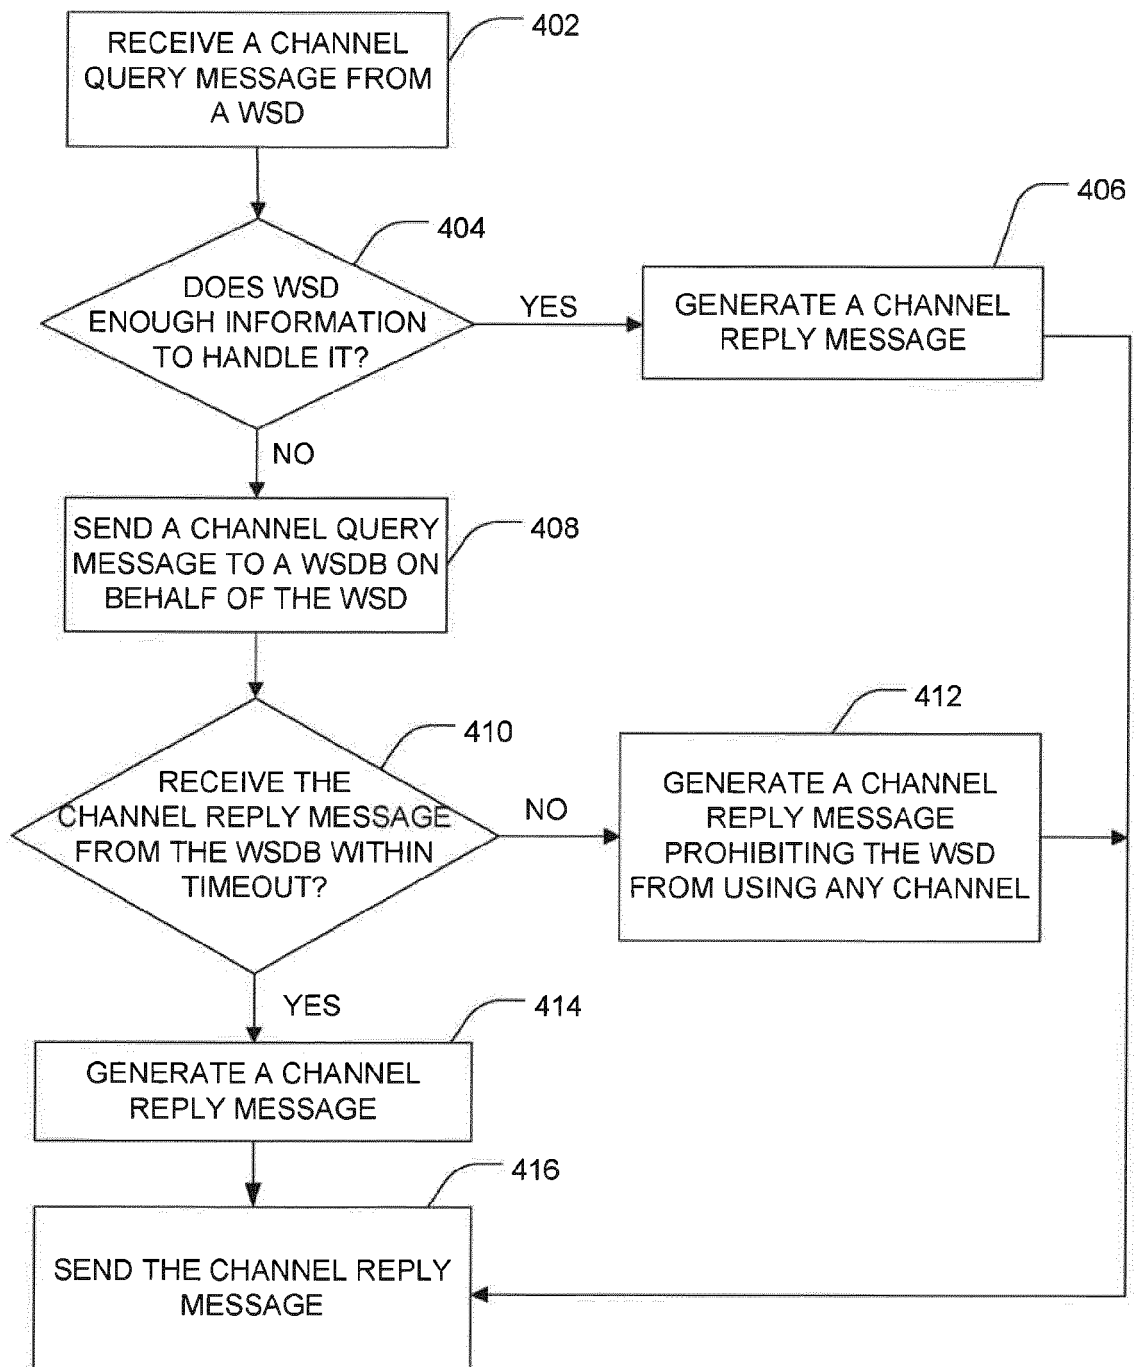 RECEIVE A CHANNEL
QUERY MESSAGE FROM
A WSD
402
404
DOES WSD
ENOUGH INFORMATION
TO HANDLE IT?
YES
406
GENERATE A CHANNEL
REPLY MESSAGE
NO
SEND A CHANNEL QUERY
MESSAGE TO A WSDB ON
BEHALF OF THE WSD
408
410
RECEIVE THE
CHANNEL REPLY MESSAGE
FROM THE WSDB WITHIN
TIMEOUT?
NO
412
GENERATE A CHANNEL
REPLY MESSAGE
PROHIBITING THE WSD
FROM USING ANY CHANNEL
YES
414
GENERATE A CHANNEL
REPLY MESSAGE
416
SEND THE CHANNEL REPLY
MESSAGE